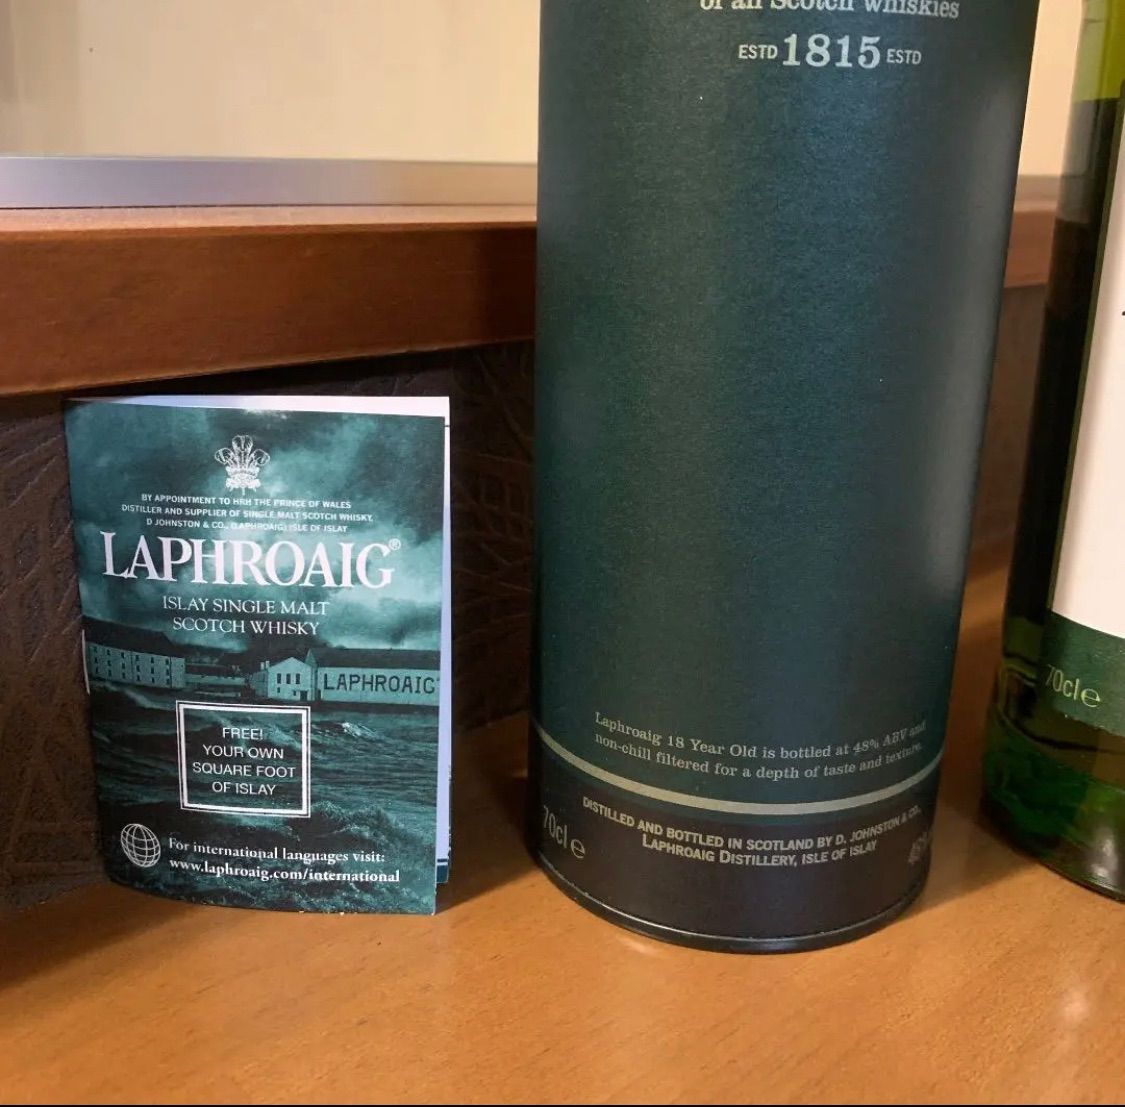 of all Scotch whiskies
ESTD 1815 ESTD
BY APPOINTMENT TO HRH THE PRINCE OF WALES
DISTILLER AND SUPPLIER OF SINGLE MALT SCOTCH WHISKY,
D JOHNSTON & CO., (LAPHROAIG) ISLE OF ISLAY
LAPHROAIG®
ISLAY SINGLE MALT
SCOTCH WHISKY
LAPHROAIG
FREE!
YOUR OWN
SQUARE FOOT
OF ISLAY
For international languages visit:
www.laphroaig.com/international
Laphroaig 18 Year Old is bottled at 48% ABV and
non-chill filtered for a depth of taste and texture.
DISTILLED AND BOTTLED IN SCOTLAND BY D. JOHNSTON & CO.,
LAPHROAIG DISTILLERY, ISLE OF ISLAY
70cl e
70cl e